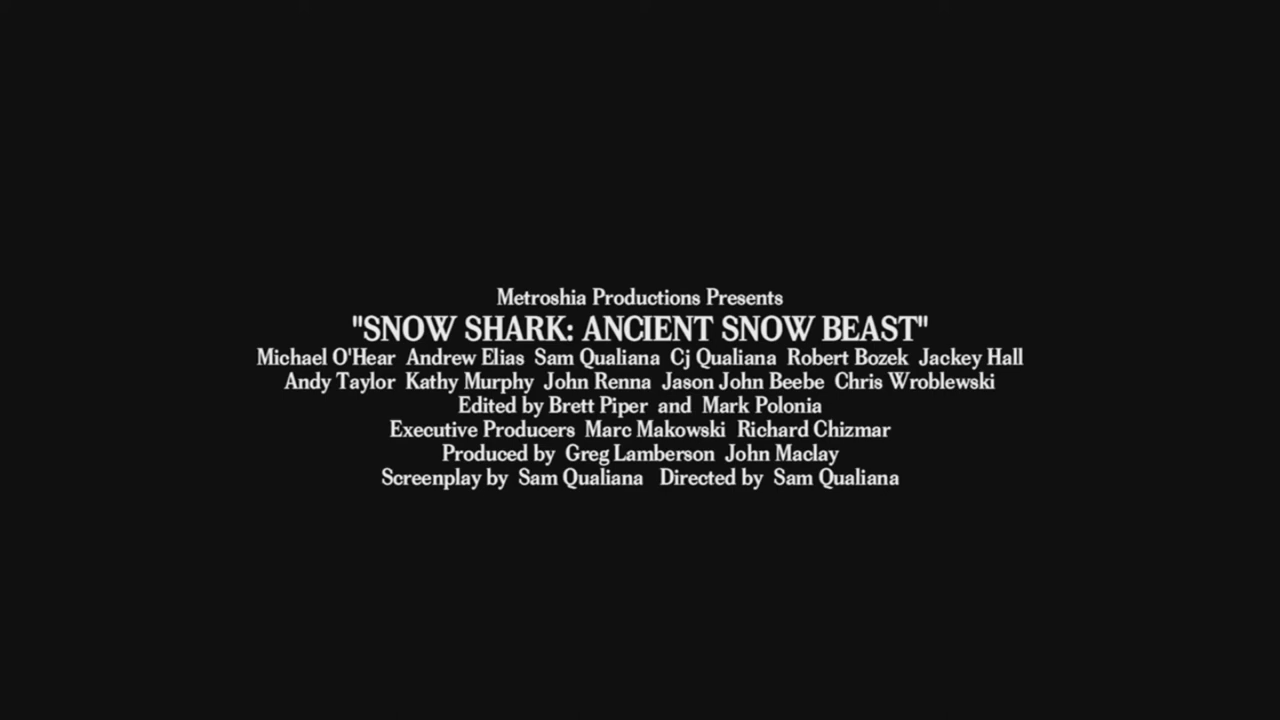 Metroshia Productions Presents
"SNOW SHARK: ANCIENT SNOW BEAST"
Michael O'Hear Andrew Elias Sam Qualiana Cj Qualiana Robert Bozek Jackey Hall
Andy Taylor Kathy Murphy John Renna Jason John Beebe Chris Wroblewski
Edited by Brett Piper and Mark Polonia
Executive Producers Marc Makowski Richard Chizmar
Produced by Greg Lamberson John Maclay
Screenplay by Sam Qualiana Directed by Sam Qualiana